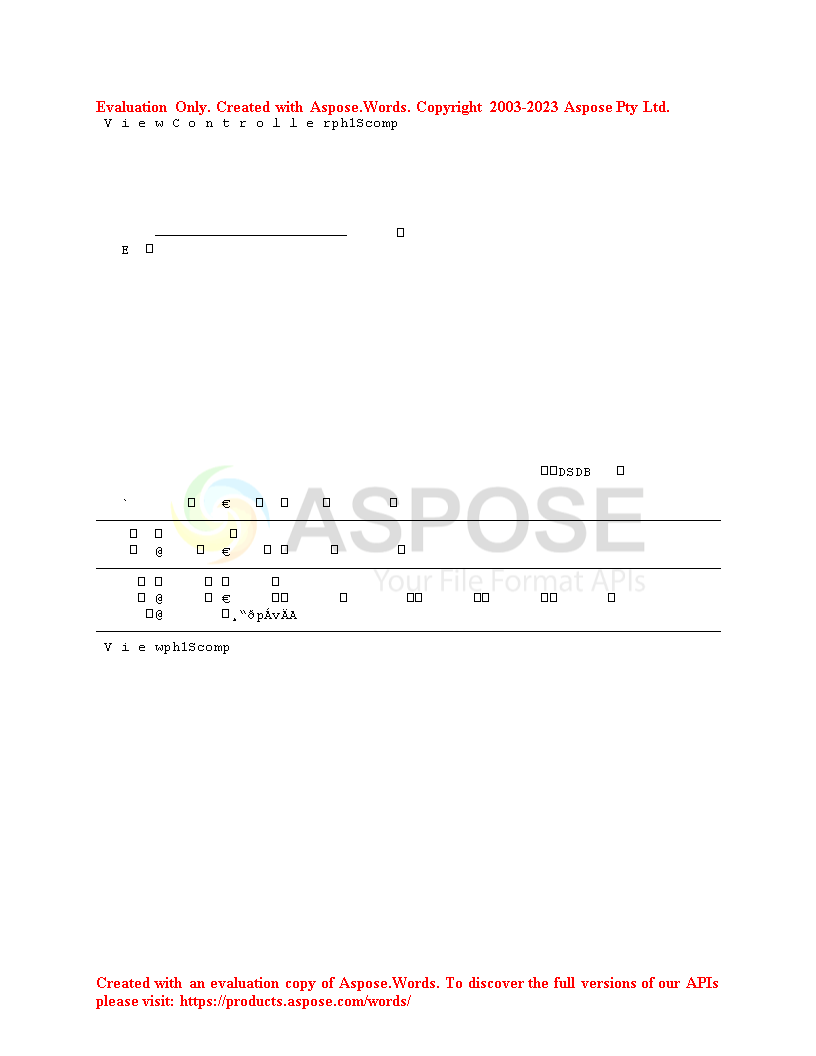 Evaluation Only. Created with Aspose.Words. Copyright 2003-2023 Aspose Pty Ltd.
V i e w C o n t r o l l e rph1Scomp
□
E □
□□DSDB □
` □ € □ □ □ □
□ □ □
□ @ □ € □ □ □ □
□ □ □ □ □
□ @ □ € □□ □ □□ □□ □□ □
□@ □¸“ðpÁvÄA
V i e wph1Scomp
ASPOSE
Your File Format APIs
Created with an evaluation copy of Aspose.Words. To discover the full versions of our APIs
please visit: https://products.aspose.com/words/